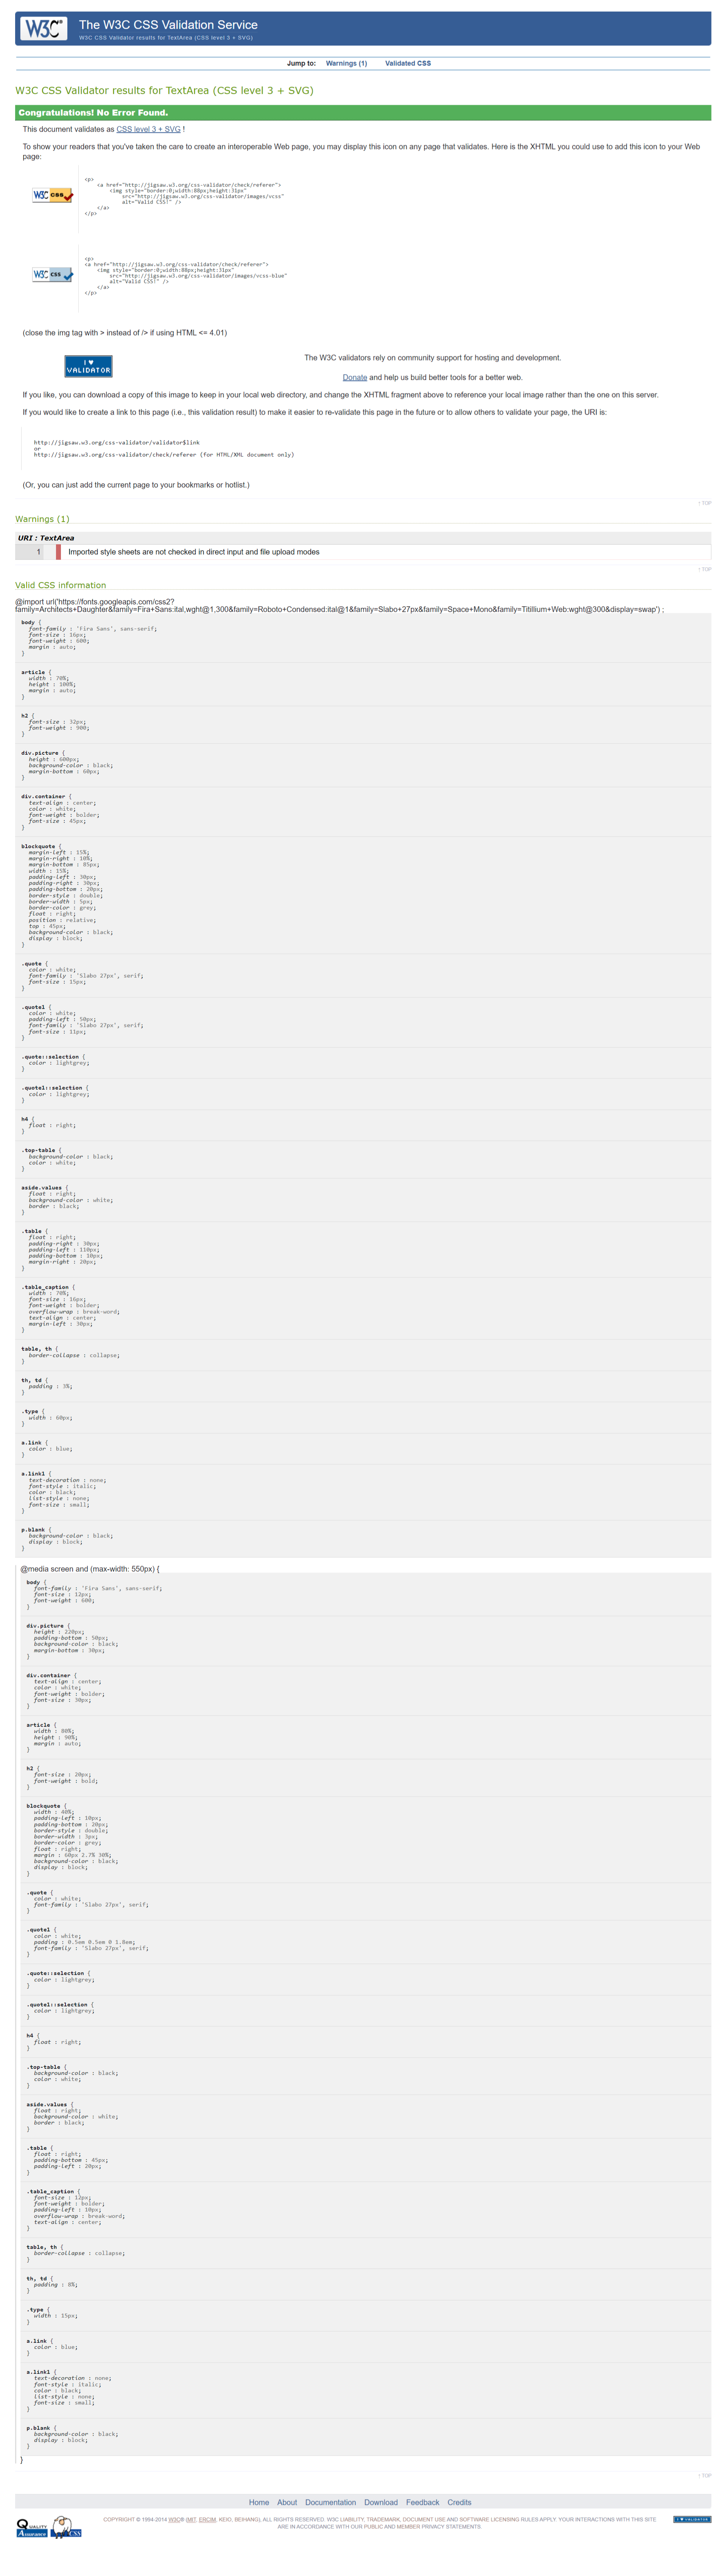 W3C® The W3C CSS Validation Service
W3C CSS Validator results for TextArea (CSS level 3 + SVG)
Jump to: Warnings (1) Validated CSS
W3C CSS Validator results for TextArea (CSS level 3 + SVG)
Congratulations! No Error Found.
This document validates as CSS level 3 + SVG !
To show your readers that you've taken the care to create an interoperable Web page, you may display this icon on any page that validates. Here is the XHTML you could use to add this icon to your Web
page:
<p>
<a href="http://jigsaw.w3.org/css-validator/check/referer">
<img style="border:0;width:88px;height:31px"
W3C css
src="http://jigsaw.w3.org/css-validator/images/vcss"
alt="Valid CSS!" />
</a>
</p>
<p>
<a href="http://jigsaw.w3.org/css-validator/check/referer">
<img style="border:0;width:88px;height:31px"
W3C css
src="http://jigsaw.w3.org/css-validator/images/vcss-blue"
alt="Valid CSS!" />
</a>
</p>
(close the img tag with > instead of /> if using HTML <= 4.01)
I ♥
VALIDATOR
The W3C validators rely on community support for hosting and development.
Donate and help us build better tools for a better web.
If you like, you can download a copy of this image to keep in your local web directory, and change the XHTML fragment above to reference your local image rather than the one on this server.
If you would like to create a link to this page (i.e., this validation result) to make it easier to re-validate this page in the future or to allow others to validate your page, the URI is:
http://jigsaw.w3.org/css-validator/validator$link
or
http://jigsaw.w3.org/css-validator/check/referer (for HTML/XML document only)
(Or, you can just add the current page to your bookmarks or hotlist.)
↑ TOP
Warnings (1)
URI : TextArea
1 Imported style sheets are not checked in direct input and file upload modes
↑ TOP
Valid CSS information
@import url('https://fonts.googleapis.com/css2?
family=Architects+Daughter&family=Fira+Sans:ital,wght@1,300&family=Roboto+Condensed:ital@1&family=Slabo+27px&family=Space+Mono&family=Titillium+Web:wght@300&display=swap') ;
body {
font-family : 'Fira Sans', sans-serif;
font-size : 16px;
font-weight : 600;
margin : auto;
}
article {
width : 70%;
height : 100%;
margin : auto;
}
h2 {
font-size : 32px;
font-weight : 900;
}
div.picture {
height : 600px;
background-color : black;
margin-bottom : 60px;
}
div.container {
text-align : center;
color : white;
font-weight : bolder;
font-size : 45px;
}
blockquote {
margin-left : 15%;
margin-right : 10%;
margin-bottom : 85px;
width : 15%;
padding-left : 30px;
padding-right : 30px;
padding-bottom : 20px;
border-style : double;
border-width : 5px;
border-color : grey;
float : right;
position : relative;
top : 45px;
background-color : black;
display : block;
}
.quote {
color : white;
font-family : 'Slabo 27px', serif;
font-size : 15px;
}
.quote1 {
color : white;
padding-left : 50px;
font-family : 'Slabo 27px', serif;
font-size : 11px;
}
.quote::selection {
color : lightgrey;
}
.quote1::selection {
color : lightgrey;
}
h4 {
float : right;
}
.top-table {
background-color : black;
color : white;
}
aside.values {
float : right;
background-color : white;
border : black;
}
.table {
float : right;
padding-right : 30px;
padding-left : 110px;
padding-bottom : 10px;
margin-right : 20px;
}
.table_caption {
width : 70%;
font-size : 16px;
font-weight : bolder;
overflow-wrap : break-word;
text-align : center;
margin-left : 30px;
}
table, th {
border-collapse : collapse;
}
th, td {
padding : 3%;
}
.type {
width : 60px;
}
a.link {
color : blue;
}
a.link1 {
text-decoration : none;
font-style : italic;
color : black;
list-style : none;
font-size : small;
}
p.blank {
background-color : black;
display : block;
}
@media screen and (max-width: 550px) {
body {
font-family : 'Fira Sans', sans-serif;
font-size : 12px;
font-weight : 600;
}
div.picture {
height : 220px;
padding-bottom : 50px;
background-color : black;
margin-bottom : 30px;
}
div.container {
text-align : center;
color : white;
font-weight : bolder;
font-size : 30px;
}
article {
width : 80%;
height : 90%;
margin : auto;
}
h2 {
font-size : 20px;
font-weight : bold;
}
blockquote {
width : 40%;
padding-left : 10px;
padding-bottom : 20px;
border-style : double;
border-width : 3px;
border-color : grey;
float : right;
margin : 60px 2.7% 30%;
background-color : black;
display : block;
}
.quote {
color : white;
font-family : 'Slabo 27px', serif;
}
.quote1 {
color : white;
padding : 0.5em 0.5em 0 1.8em;
font-family : 'Slabo 27px', serif;
}
.quote::selection {
color : lightgrey;
}
.quote1::selection {
color : lightgrey;
}
h4 {
float : right;
}
.top-table {
background-color : black;
color : white;
}
aside.values {
float : right;
background-color : white;
border : black;
}
.table {
float : right;
padding-bottom : 45px;
padding-left : 20px;
}
.table_caption {
font-size : 12px;
font-weight : bolder;
padding-left : 10px;
overflow-wrap : break-word;
text-align : center;
}
table, th {
border-collapse : collapse;
}
th, td {
padding : 8%;
}
.type {
width : 15px;
}
a.link {
color : blue;
}
a.link1 {
text-decoration : none;
font-style : italic;
color : black;
list-style : none;
font-size : small;
}
p.blank {
background-color : black;
display : block;
}
}
↑ TOP
Home About Documentation Download Feedback Credits
QUALITY
Assurance
CSS
COPYRIGHT © 1994-2014 W3C® (MIT, ERCIM, KEIO, BEIHANG), ALL RIGHTS RESERVED. W3C LIABILITY, TRADEMARK, DOCUMENT USE AND SOFTWARE LICENSING RULES APPLY. YOUR INTERACTIONS WITH THIS SITE
ARE IN ACCORDANCE WITH OUR PUBLIC AND MEMBER PRIVACY STATEMENTS.
I ♥ VALIDATOR